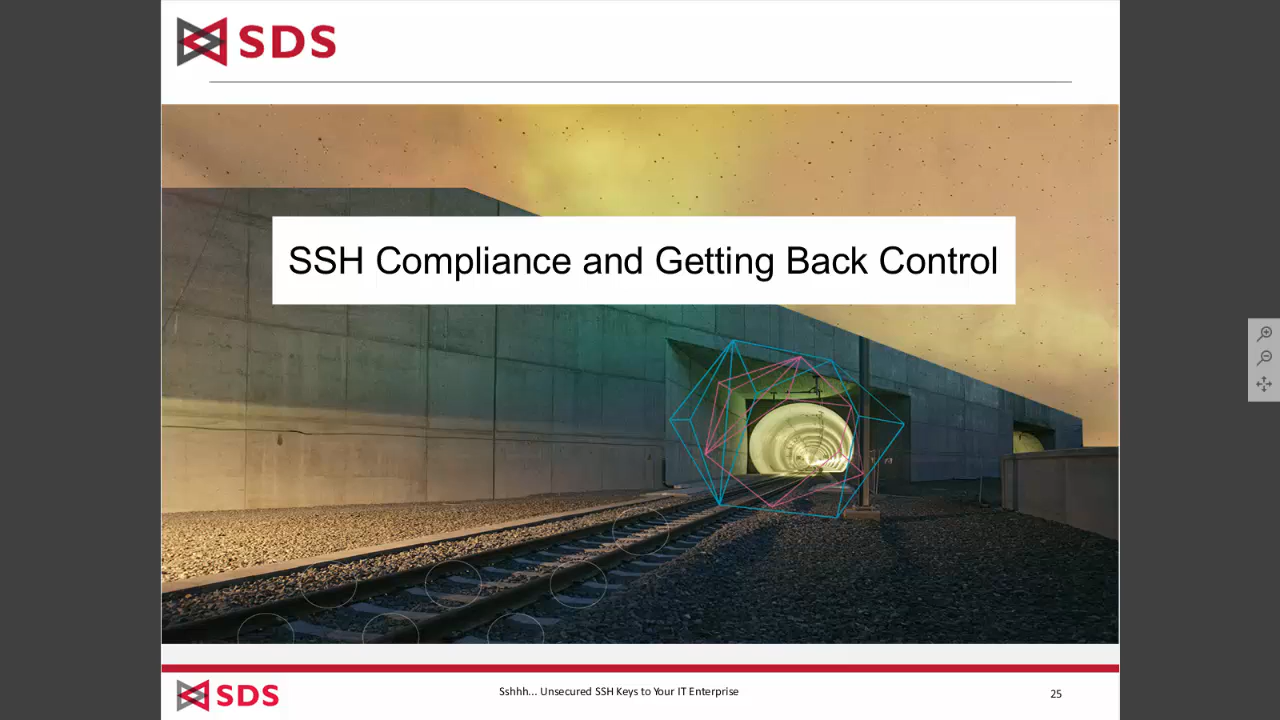 SDS
SSH Compliance and Getting Back Control
SDS
Sshhh... Unsecured SSH Keys to Your IT Enterprise
25